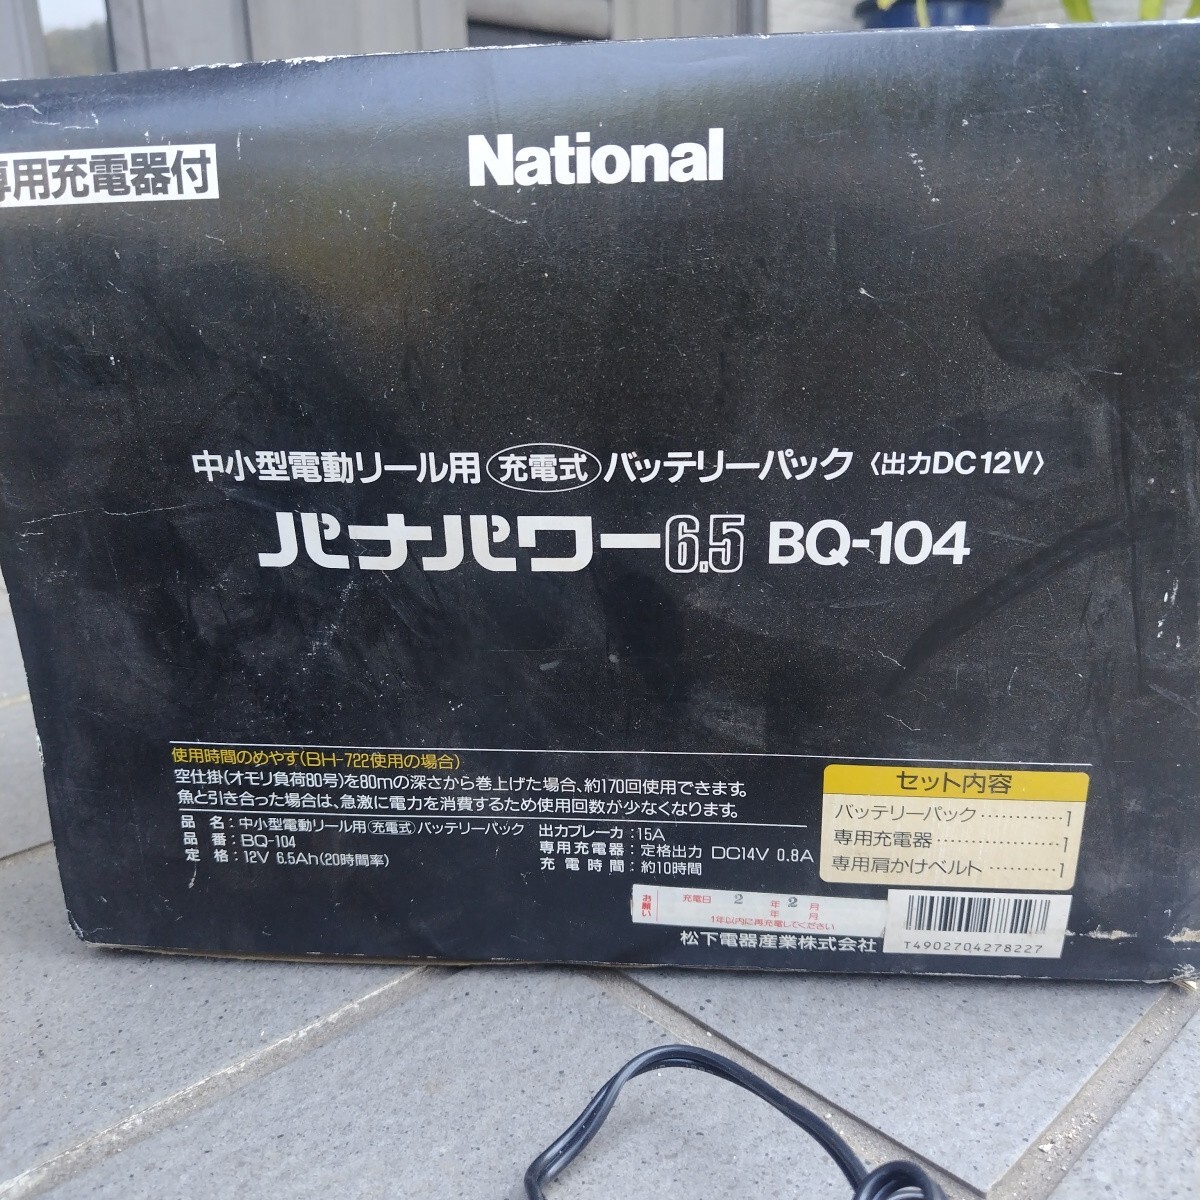 専用充電器付
National
中小型電動リール用 充電式 バッテリーパック〈出力DC12V〉
パナパワー6.5 BQ-104
使用時間のめやす(BH-722使用の場合)
空仕掛(オモリ負荷80号)を80mの深さから巻上げた場合、約170回使用できます。
魚と引き合った場合は、急激に電力を消費するため使用回数が少なくなります。
品名：中小型電動リール用(充電式)バッテリーパック
品番：BQ-104
定格：12V 6.5Ah(20時間率)
出力ブレーカ：15A
専用充電器：定格出力 DC14V 0.8A
充電時間：約10時間
セット内容
バッテリーパック…………1
専用充電器…………………1
専用肩かけベルト…………1
お願い
充電日 2年2月
年 月
1年以内に再充電してください
松下電器産業株式会社
T4902704278227